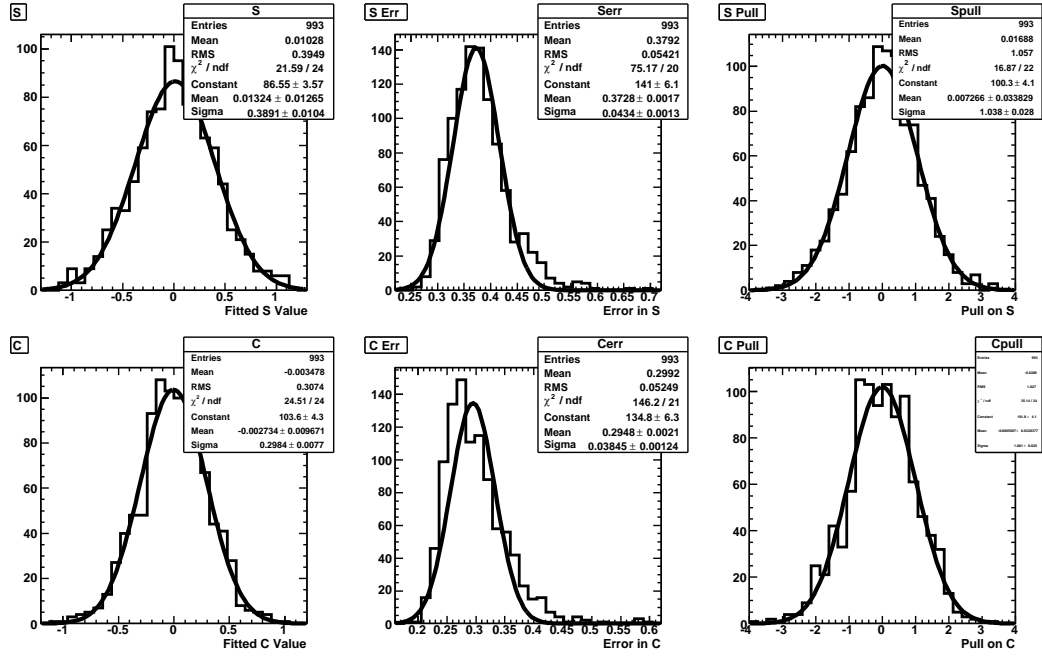 S
S
Entries 993
Mean 0.01028
RMS 0.3949
χ² / ndf 21.59 / 24
Constant 86.55 ± 3.57
Mean 0.01324 ± 0.01265
Sigma 0.3891 ± 0.0104
100
80
60
40
20
0
-1 -0.5 0 0.5 1
Fitted S Value
S Err
Serr
Entries 993
Mean 0.3792
RMS 0.05421
χ² / ndf 75.17 / 20
Constant 141 ± 6.1
Mean 0.3728 ± 0.0017
Sigma 0.0434 ± 0.0013
140
120
100
80
60
40
20
0
0.25 0.3 0.35 0.4 0.45 0.5 0.55 0.6 0.65 0.7
Error in S
S Pull
Spull
Entries 993
Mean 0.01688
RMS 1.057
χ² / ndf 16.87 / 22
Constant 100.3 ± 4.1
Mean 0.007266 ± 0.033829
Sigma 1.038 ± 0.028
100
80
60
40
20
0
-4 -3 -2 -1 0 1 2 3 4
Pull on S
C
C
Entries 993
Mean -0.003478
RMS 0.3074
χ² / ndf 24.51 / 24
Constant 103.6 ± 4.3
Mean -0.002734 ± 0.009671
Sigma 0.2984 ± 0.0077
100
80
60
40
20
0
-1 -0.5 0 0.5 1
Fitted C Value
C Err
Cerr
Entries 993
Mean 0.2992
RMS 0.05249
χ² / ndf 146.2 / 21
Constant 134.8 ± 6.3
Mean 0.2948 ± 0.0021
Sigma 0.03845 ± 0.00124
140
120
100
80
60
40
20
0
0.2 0.25 0.3 0.35 0.4 0.45 0.5 0.55 0.6
Error in C
C Pull
Cpull
Entries 993
Mean
RMS 1.027
χ² / ndf
Constant
Mean
Sigma
100
80
60
40
20
0
-4 -3 -2 -1 0 1 2 3 4
Pull on C